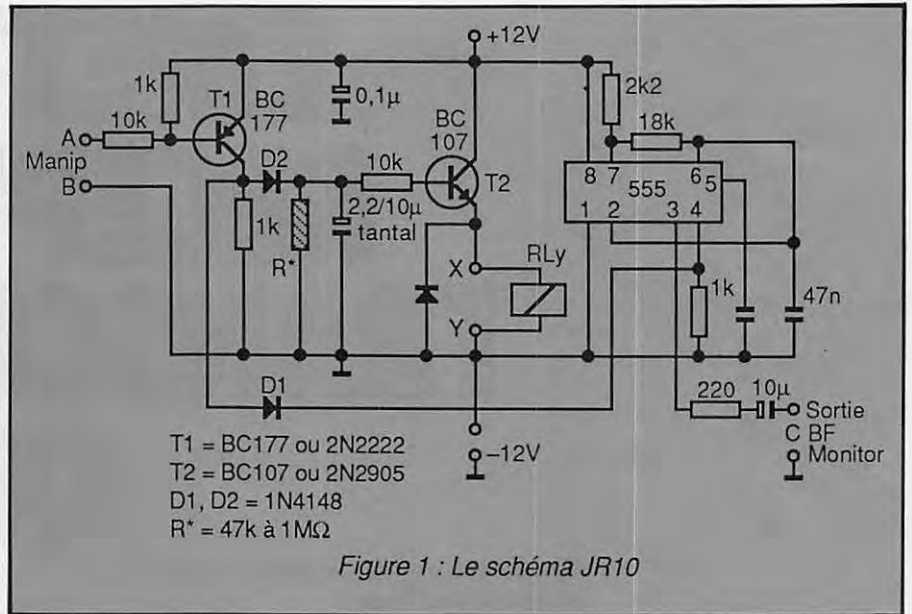 +12V
1k
T1
BC
177
0,1µ
BC
107
2k2
18k
10k
A
Manip
B
D2
10k
T2
8 7 6
555
5
1 2 3 4
2,2/10µ
tantal
1k
R*
RLy
X
Y
1k
47n
D1
220
10µ
Sortie
C BF
Monitor
–12V
T1 = BC177 ou 2N2222
T2 = BC107 ou 2N2905
D1, D2 = 1N4148
R* = 47k à 1MΩ
Figure 1 : Le schéma JR10